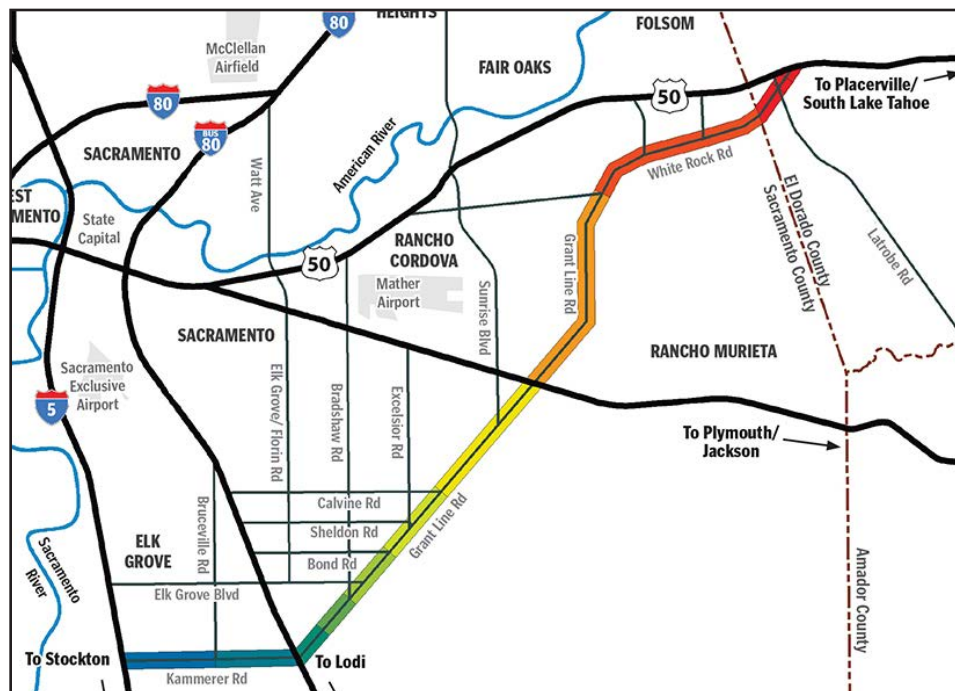 HEIGHTS
FOLSOM
80
McClellan
Airfield
FAIR OAKS
80
50
To Placerville/
South Lake Tahoe
BUS
80
SACRAMENTO
American River
Watt Ave
White Rock Rd
EST
MENTO
State
Capital
El Dorado County
Sacramento County
Latrobe Rd
RANCHO
CORDOVA
50
Grant Line Rd
Mather
Airport
Sunrise Blvd
SACRAMENTO
RANCHO MURIETA
Sacramento
Exclusive
Airport
5
Elk Grove/ Florin Rd
Bradshaw Rd
Excelsior Rd
To Plymouth/
Jackson
Calvine Rd
Grant Line Rd
Bruceville Rd
Sheldon Rd
ELK
GROVE
Bond Rd
Sacramento
River
Elk Grove Blvd
Amador County
To Stockton
To Lodi
Kammerer Rd